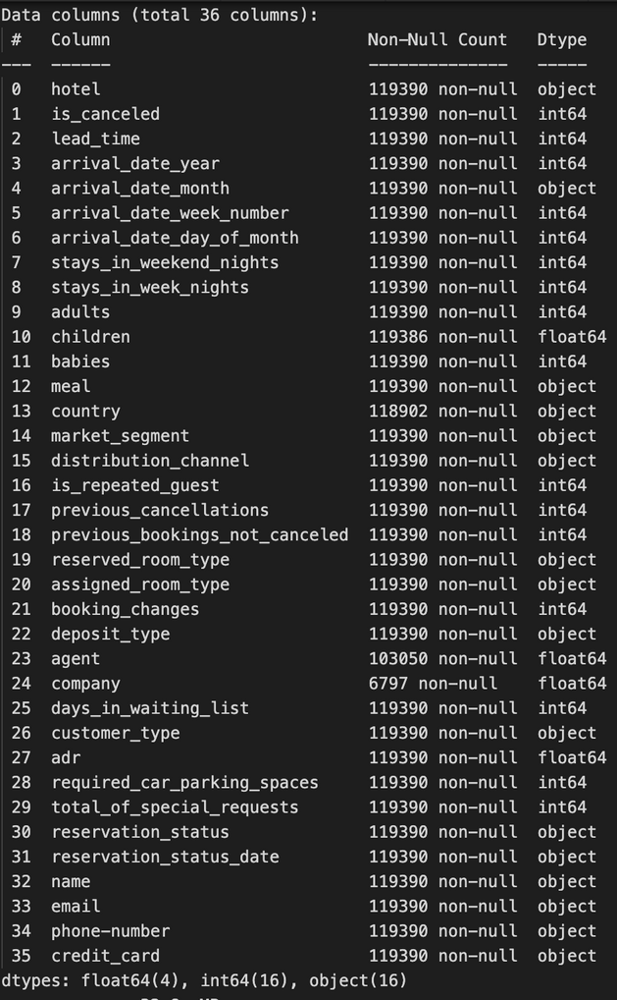 Data columns (total 36 columns):
 #   Column                          Non-Null Count   Dtype
---  ------                          --------------   -----
 0   hotel                           119390 non-null  object
 1   is_canceled                     119390 non-null  int64
 2   lead_time                       119390 non-null  int64
 3   arrival_date_year               119390 non-null  int64
 4   arrival_date_month              119390 non-null  object
 5   arrival_date_week_number        119390 non-null  int64
 6   arrival_date_day_of_month       119390 non-null  int64
 7   stays_in_weekend_nights         119390 non-null  int64
 8   stays_in_week_nights            119390 non-null  int64
 9   adults                          119390 non-null  int64
 10  children                        119386 non-null  float64
 11  babies                          119390 non-null  int64
 12  meal                            119390 non-null  object
 13  country                         118902 non-null  object
 14  market_segment                  119390 non-null  object
 15  distribution_channel            119390 non-null  object
 16  is_repeated_guest               119390 non-null  int64
 17  previous_cancellations          119390 non-null  int64
 18  previous_bookings_not_canceled  119390 non-null  int64
 19  reserved_room_type              119390 non-null  object
 20  assigned_room_type              119390 non-null  object
 21  booking_changes                 119390 non-null  int64
 22  deposit_type                    119390 non-null  object
 23  agent                           103050 non-null  float64
 24  company                         6797 non-null    float64
 25  days_in_waiting_list            119390 non-null  int64
 26  customer_type                   119390 non-null  object
 27  adr                             119390 non-null  float64
 28  required_car_parking_spaces     119390 non-null  int64
 29  total_of_special_requests       119390 non-null  int64
 30  reservation_status              119390 non-null  object
 31  reservation_status_date         119390 non-null  object
 32  name                            119390 non-null  object
 33  email                           119390 non-null  object
 34  phone-number                    119390 non-null  object
 35  credit_card                     119390 non-null  object
dtypes: float64(4), int64(16), object(16)